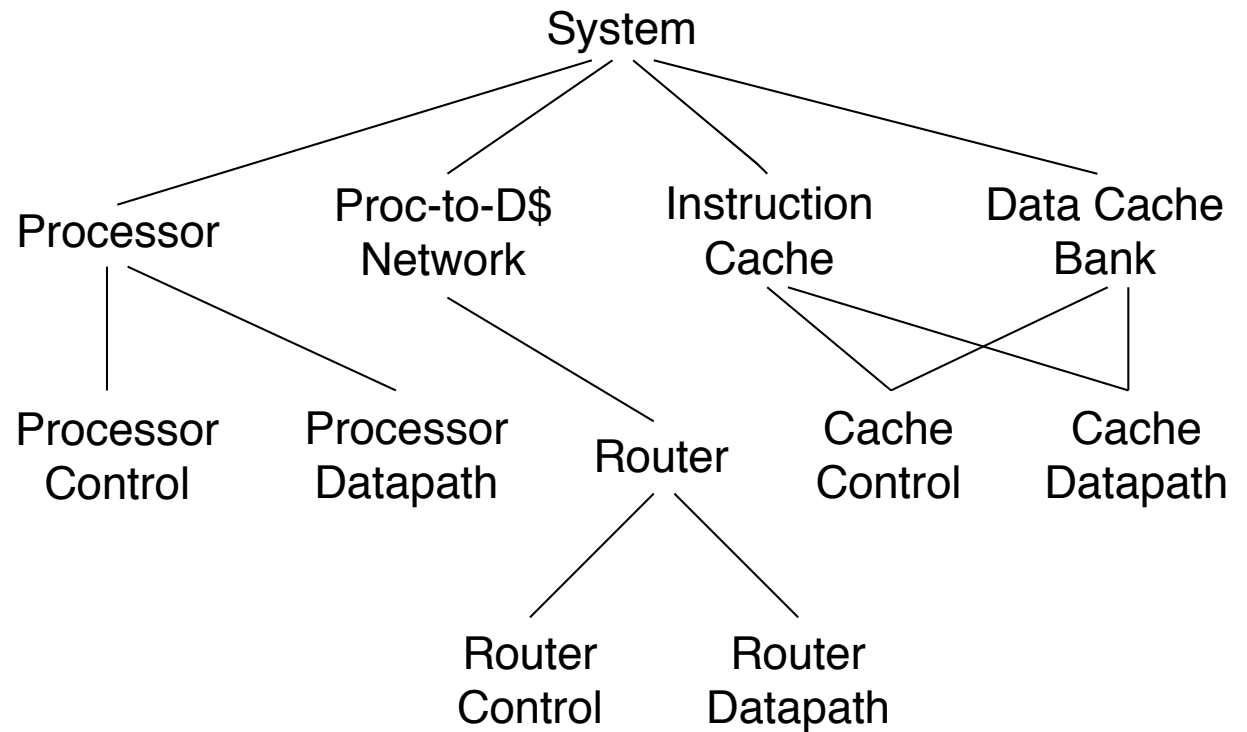 System
Processor
Proc-to-D$
Network
Instruction
Cache
Data Cache
Bank
Processor
Control
Processor
Datapath
Router
Cache
Control
Cache
Datapath
Router
Control
Router
Datapath